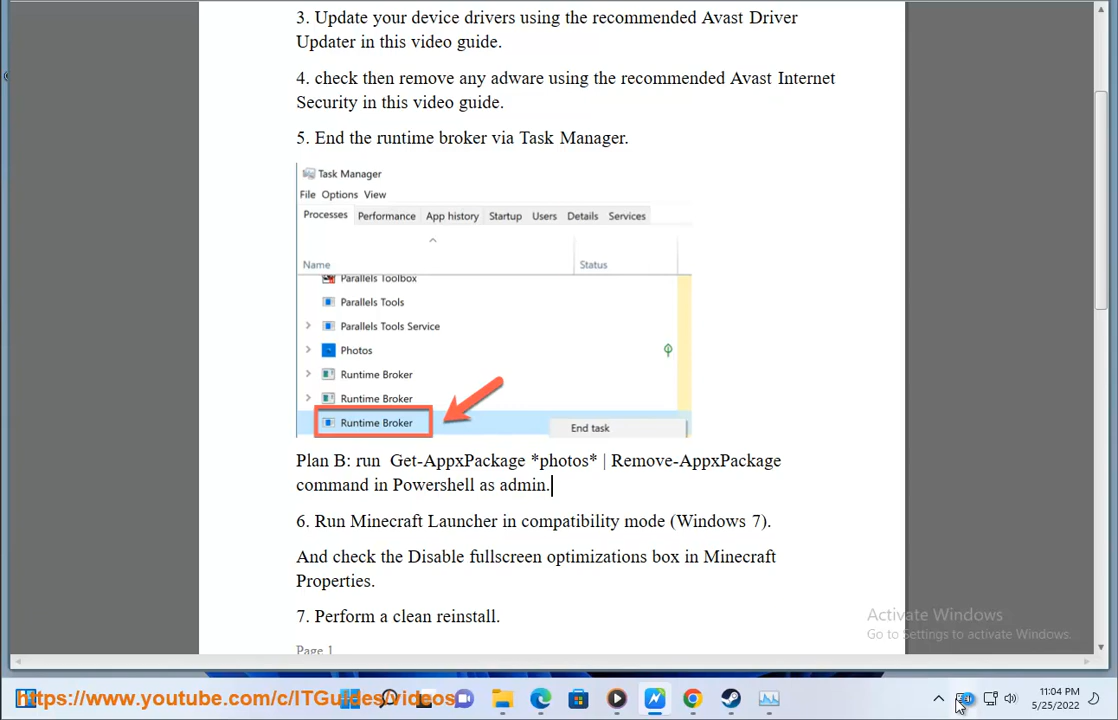 3. Update your device drivers using the recommended Avast Driver
Updater in this video guide.
4. check then remove any adware using the recommended Avast Internet
Security in this video guide.
5. End the runtime broker via Task Manager.
Task Manager
File Options View
Processes Performance App history Startup Users Details Services
Name Status
Parallels Toolbox
Parallels Tools
Parallels Tools Service
Photos
Runtime Broker
Runtime Broker
Runtime Broker
End task
Plan B: run Get-AppxPackage *photos* | Remove-AppxPackage
command in Powershell as admin.
6. Run Minecraft Launcher in compatibility mode (Windows 7).
And check the Disable fullscreen optimizations box in Minecraft
Properties.
7. Perform a clean reinstall.
Page 1
Activate Windows
Go to Settings to activate Windows.
https://www.youtube.com/c/ITGuides/videos
11:04 PM
5/25/2022